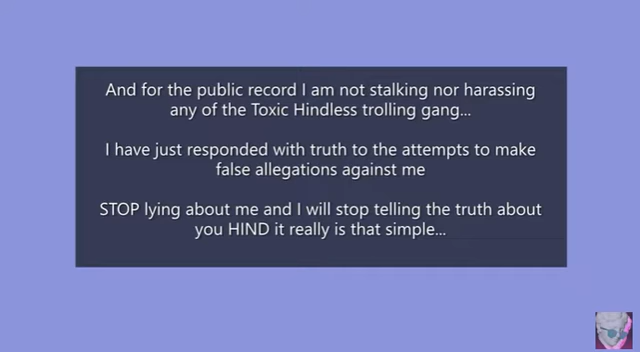 And for the public record I am not stalking nor harassing
any of the Toxic Hindless trolling gang...
I have just responded with truth to the attempts to make
false allegations against me
STOP lying about me and I will stop telling the truth about
you HIND it really is that simple...